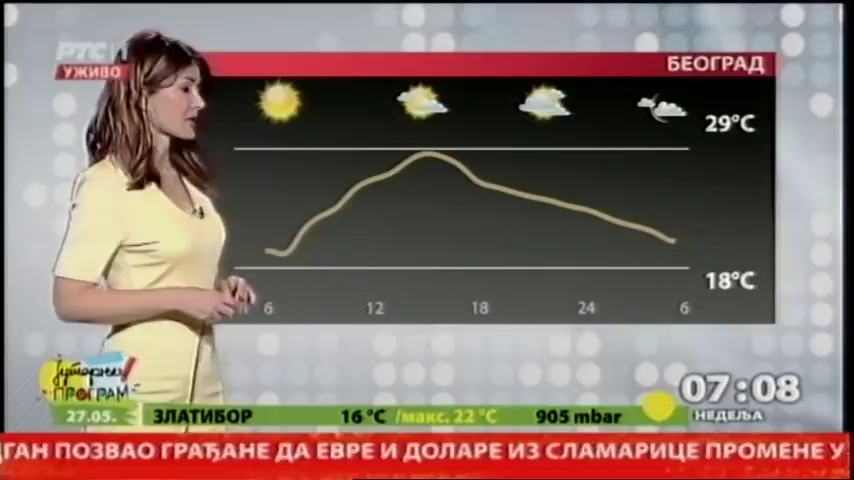 РТС 1
УЖИВО
БЕОГРАД
29°C
18°C
6 12 18 24 6
Јутарњи
ПРОГРАМ
07:08
НЕДЕЉА
27.05. ЗЛАТИБОР 16 °C /макс. 22 °C 905 mbar
ГАН ПОЗВАО ГРАЂАНЕ ДА ЕВРЕ И ДОЛАРЕ ИЗ СЛАМАРИЦЕ ПРОМЕНЕ У